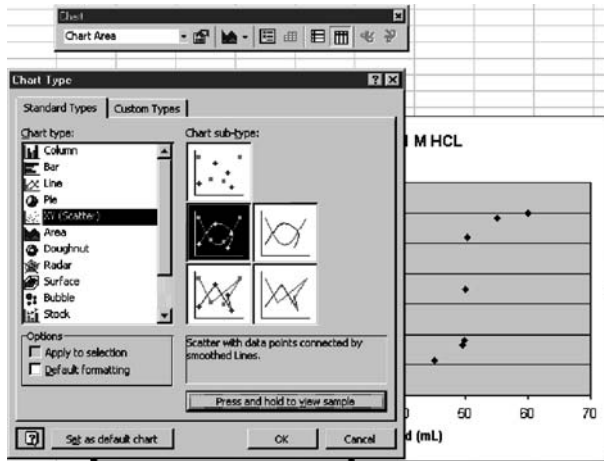 Chart
Chart Area
Chart Type
Standard Types
Custom Types
Chart type:
Column
Bar
Line
Pie
XY (Scatter)
Area
Doughnut
Radar
Surface
Bubble
Stock
Chart sub-type:
Options
Apply to selection
Default formatting
Scatter with data points connected by
smoothed Lines.
Press and hold to view sample
Set as default chart
OK
Cancel
M HCL
50
60
70
(mL)